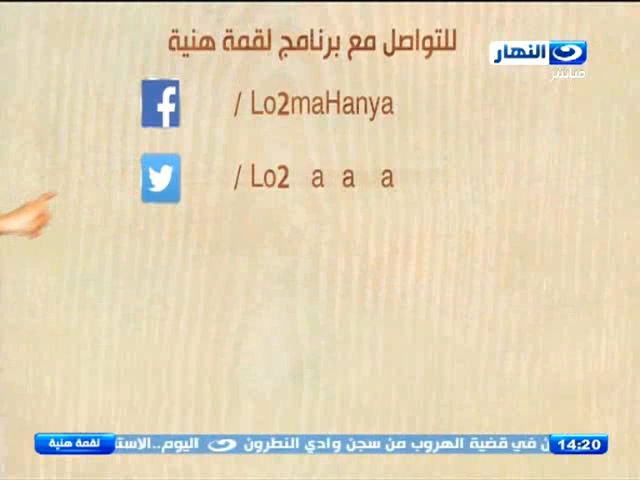 للتواصل مع برنامج لقمة هنية
النهار
مباشر
/ Lo2maHanya
/ Lo2 a a a
لقمة هنية
ن في قضية الهروب من سجن وادي النطرون
اليوم..الاست
14:20